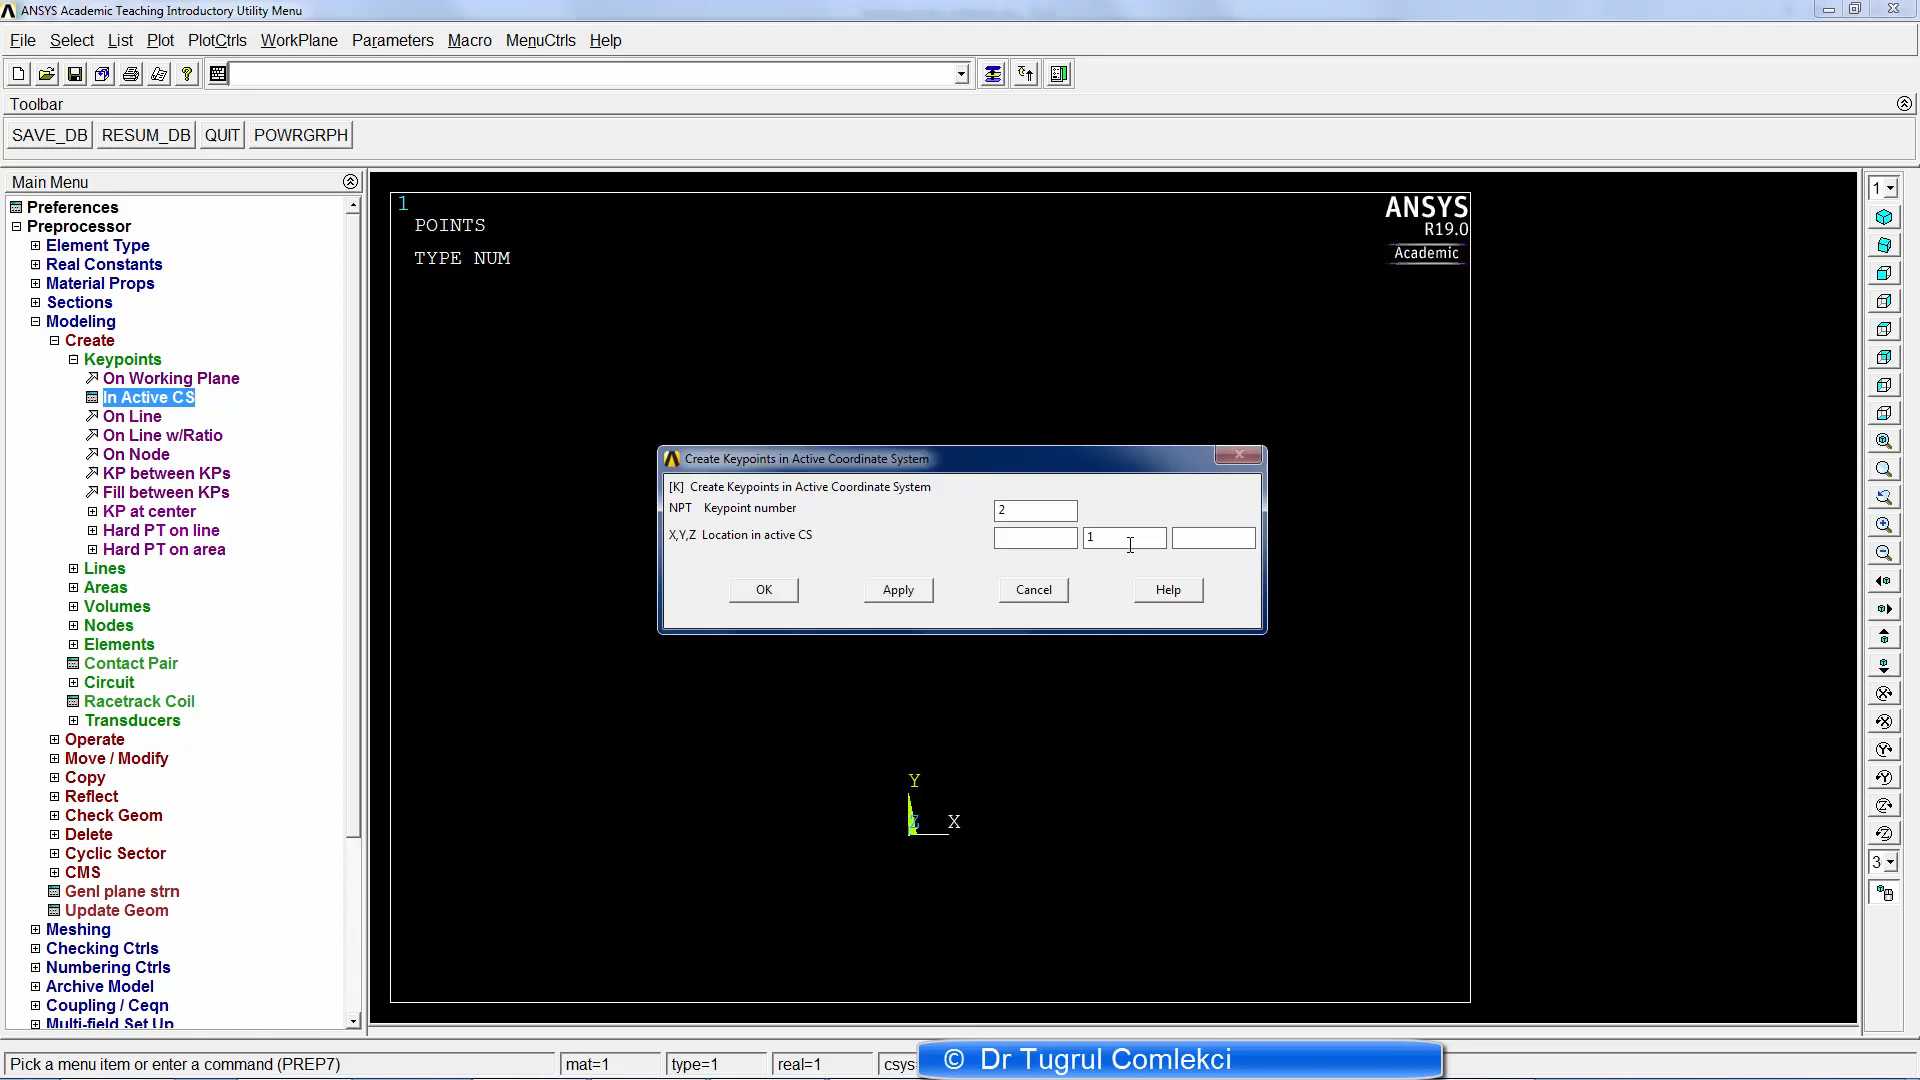 ANSYS Academic Teaching Introductory Utility Menu
File Select List Plot PlotCtrls WorkPlane Parameters Macro MenuCtrls Help
Toolbar
SAVE_DB RESUM_DB QUIT POWRGRPH
Main Menu
Preferences
Preprocessor
Element Type
Real Constants
Material Props
Sections
Modeling
Create
Keypoints
On Working Plane
In Active CS
On Line
On Line w/Ratio
On Node
KP between KPs
Fill between KPs
KP at center
Hard PT on line
Hard PT on area
Lines
Areas
Volumes
Nodes
Elements
Contact Pair
Circuit
Racetrack Coil
Transducers
Operate
Move / Modify
Copy
Reflect
Check Geom
Delete
Cyclic Sector
CMS
Genl plane strn
Update Geom
Meshing
Checking Ctrls
Numbering Ctrls
Archive Model
Coupling / Ceqn
Multi-field Set Up
1
POINTS
TYPE NUM
ANSYS
R19.0
Academic
Create Keypoints in Active Coordinate System
[K] Create Keypoints in Active Coordinate System
NPT Keypoint number 2
X,Y,Z Location in active CS 1
OK Apply Cancel Help
Y
Z X
1
3
Pick a menu item or enter a command (PREP7) mat=1 type=1 real=1 csys=
© Dr Tugrul Comlekci